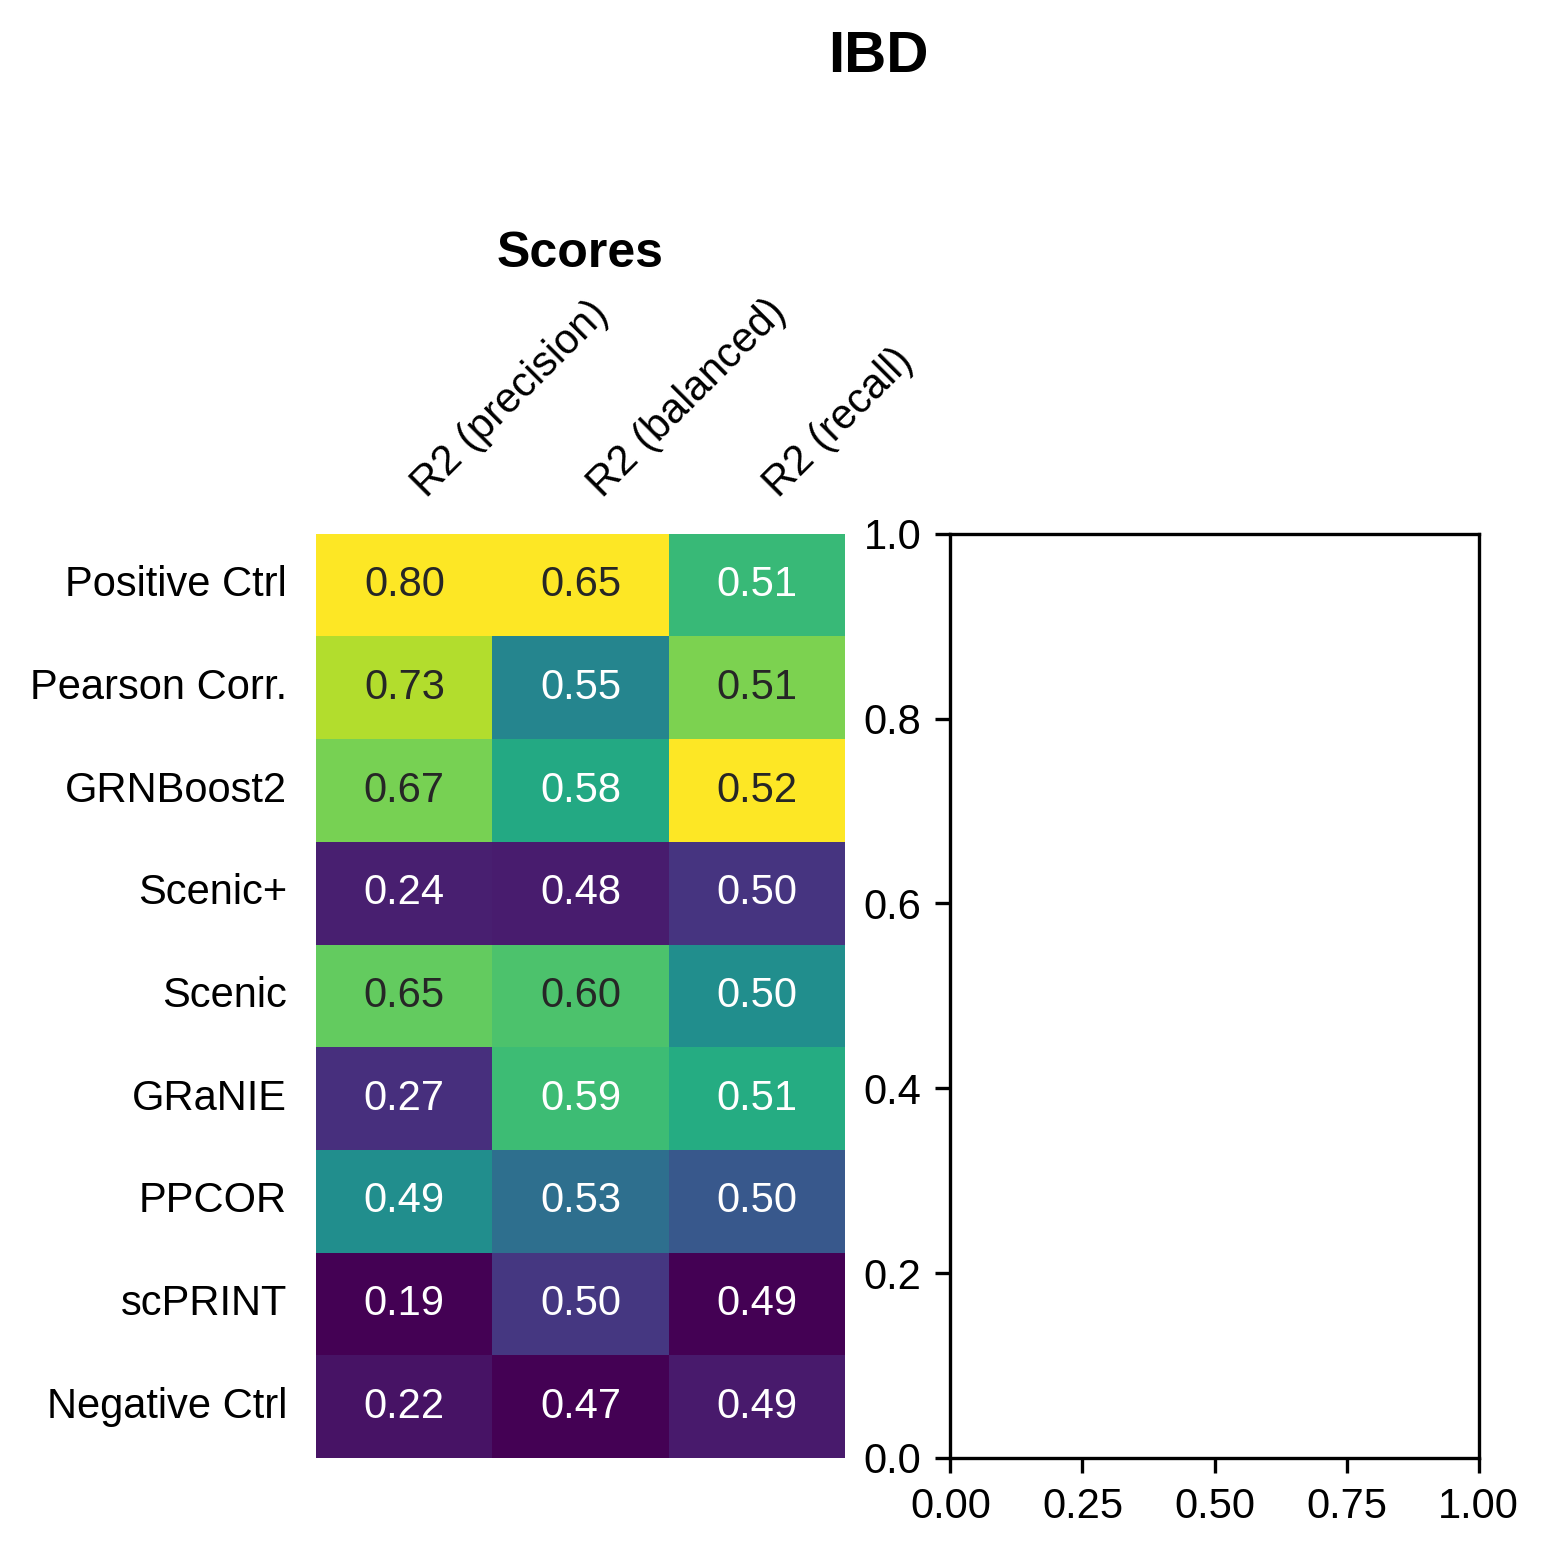 IBD
Scores
R2 (precision) R2 (balanced) R2 (recall)
Positive Ctrl 0.80 0.65 0.51
Pearson Corr. 0.73 0.55 0.51
GRNBoost2 0.67 0.58 0.52
Scenic+ 0.24 0.48 0.50
Scenic 0.65 0.60 0.50
GRaNIE 0.27 0.59 0.51
PPCOR 0.49 0.53 0.50
scPRINT 0.19 0.50 0.49
Negative Ctrl 0.22 0.47 0.49
1.0
0.8
0.6
0.4
0.2
0.0
0.00 0.25 0.50 0.75 1.00